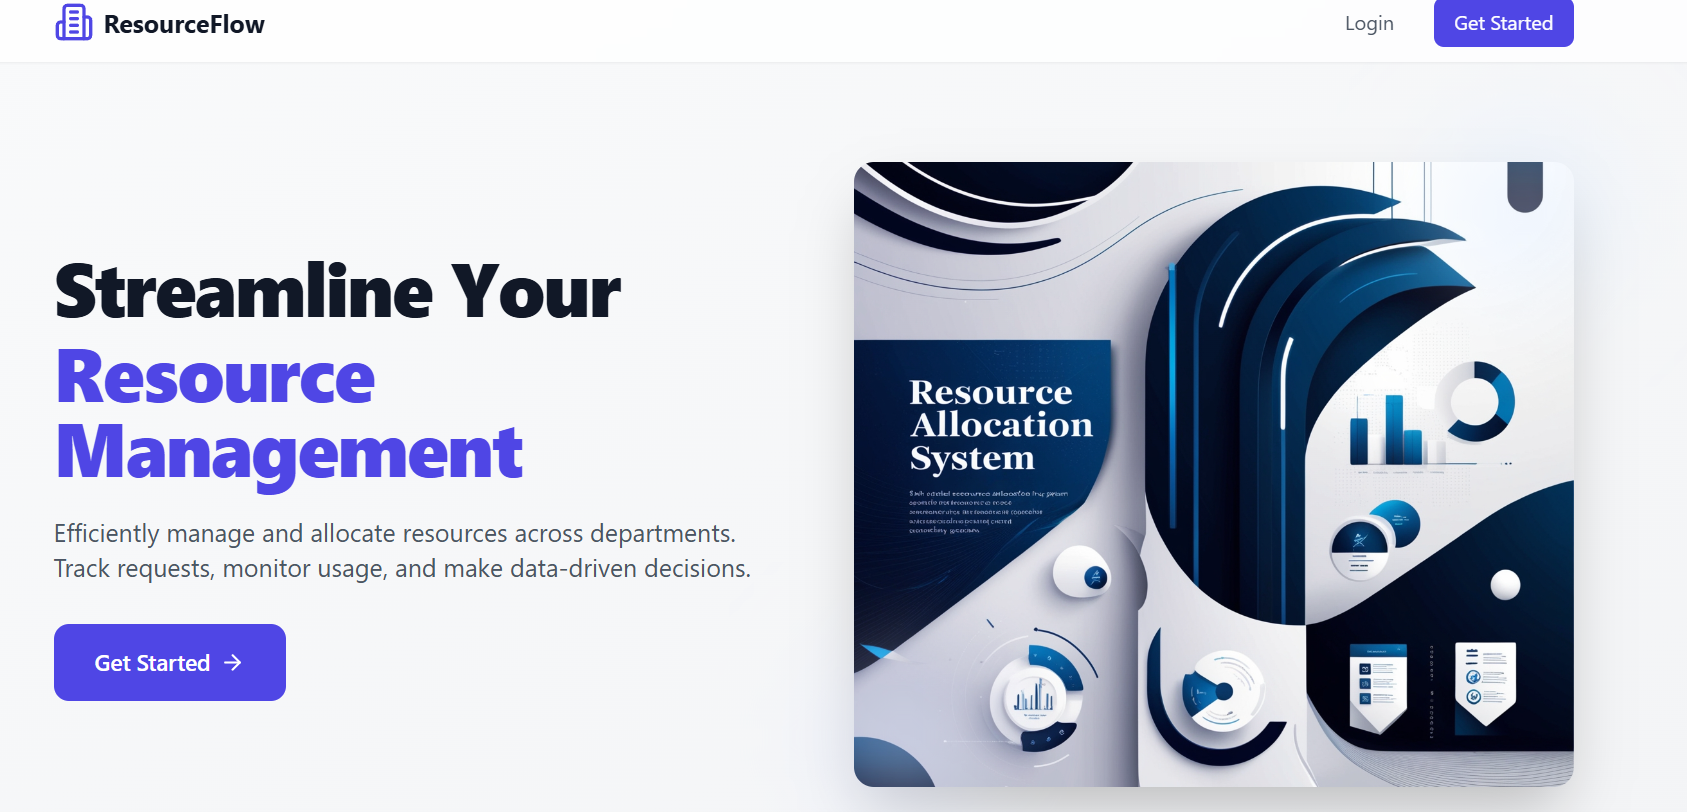 ResourceFlow
Login
Get Started
Streamline Your
Resource
Management
Efficiently manage and allocate resources across departments.
Track requests, monitor usage, and make data-driven decisions.
Get Started
Resource
Allocation
System